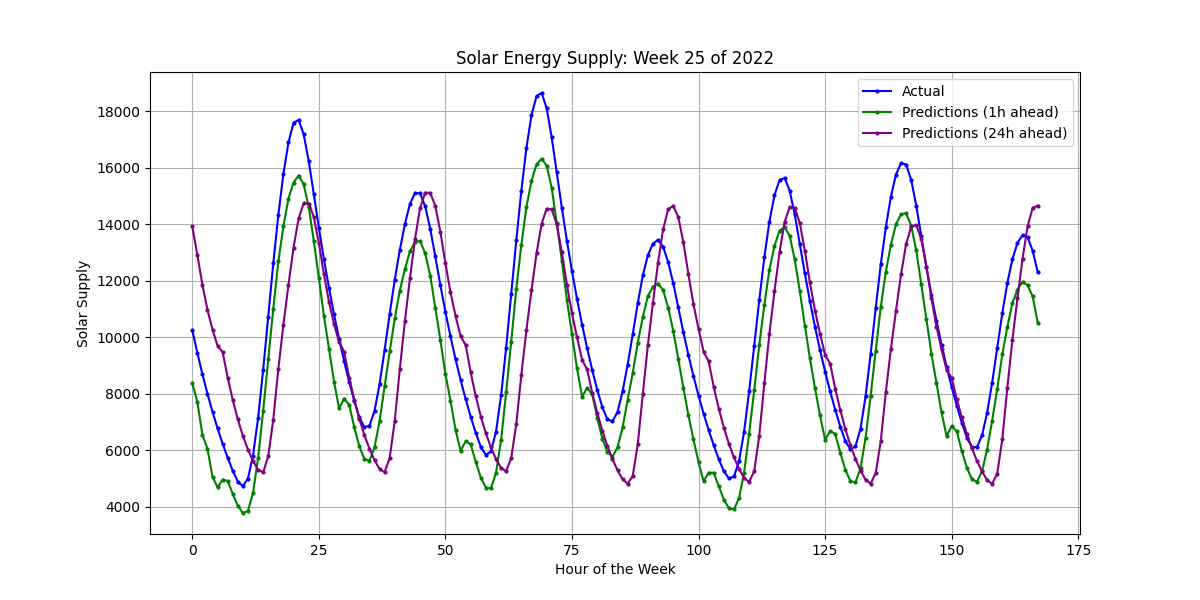 Solar Energy Supply: Week 25 of 2022
Actual
Predictions (1h ahead)
Predictions (24h ahead)
18000
16000
14000
12000
10000
8000
6000
4000
Solar Supply
0 25 50 75 100 125 150 175
Hour of the Week